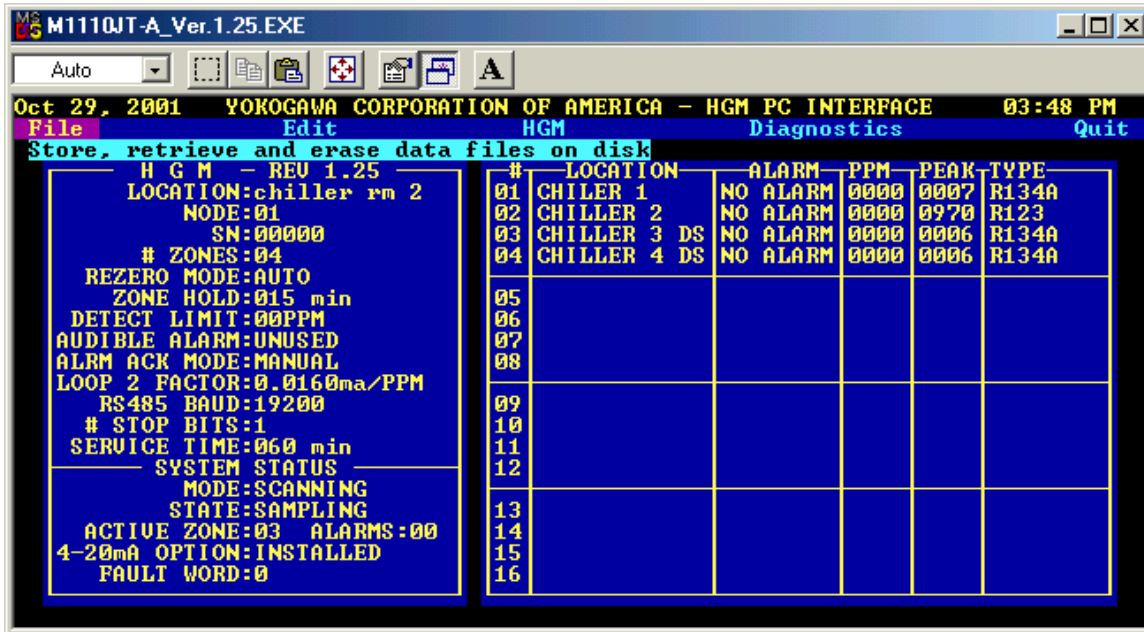 M1110JT-A_Ver.1.25.EXE
Auto
A
Oct 29, 2001 YOKOGAWA CORPORATION OF AMERICA - HGM PC INTERFACE 03:48 PM
File Edit HGM Diagnostics Quit
Store, retrieve and erase data files on disk
H G M - REV 1.25
LOCATION:chiller rm 2
NODE:01
SN:00000
# ZONES:04
REZERO MODE:AUTO
ZONE HOLD:015 min
DETECT LIMIT:00PPM
AUDIBLE ALARM:UNUSED
ALRM ACK MODE:MANUAL
LOOP 2 FACTOR:0.0160ma/PPM
RS485 BAUD:19200
# STOP BITS:1
SERVICE TIME:060 min
SYSTEM STATUS
MODE:SCANNING
STATE:SAMPLING
ACTIVE ZONE:03 ALARMS:00
4-20mA OPTION:INSTALLED
FAULT WORD:0
# LOCATION ALARM PPM PEAK TYPE
01 CHILER 1 NO ALARM 0000 0007 R134A
02 CHILLER 2 NO ALARM 0000 0970 R123
03 CHILLER 3 DS NO ALARM 0000 0006 R134A
04 CHILLER 4 DS NO ALARM 0000 0006 R134A
05
06
07
08
09
10
11
12
13
14
15
16